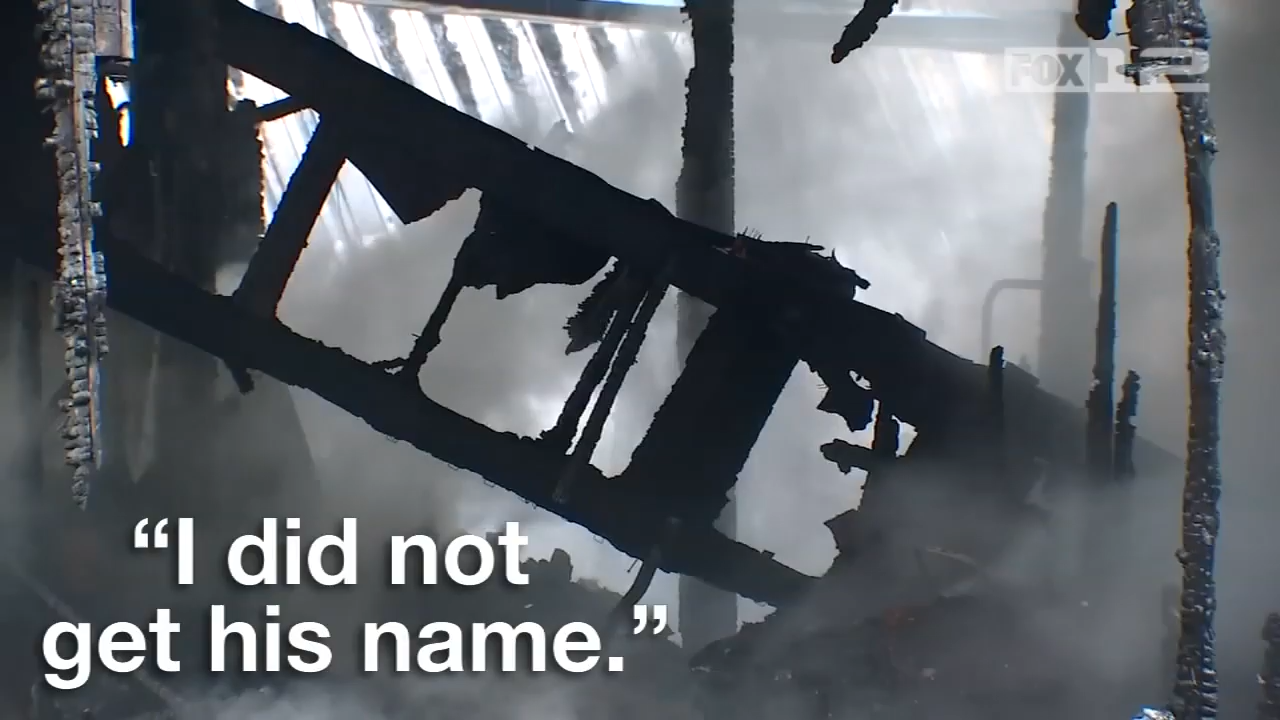 FOX 12
“I did not
get his name.”